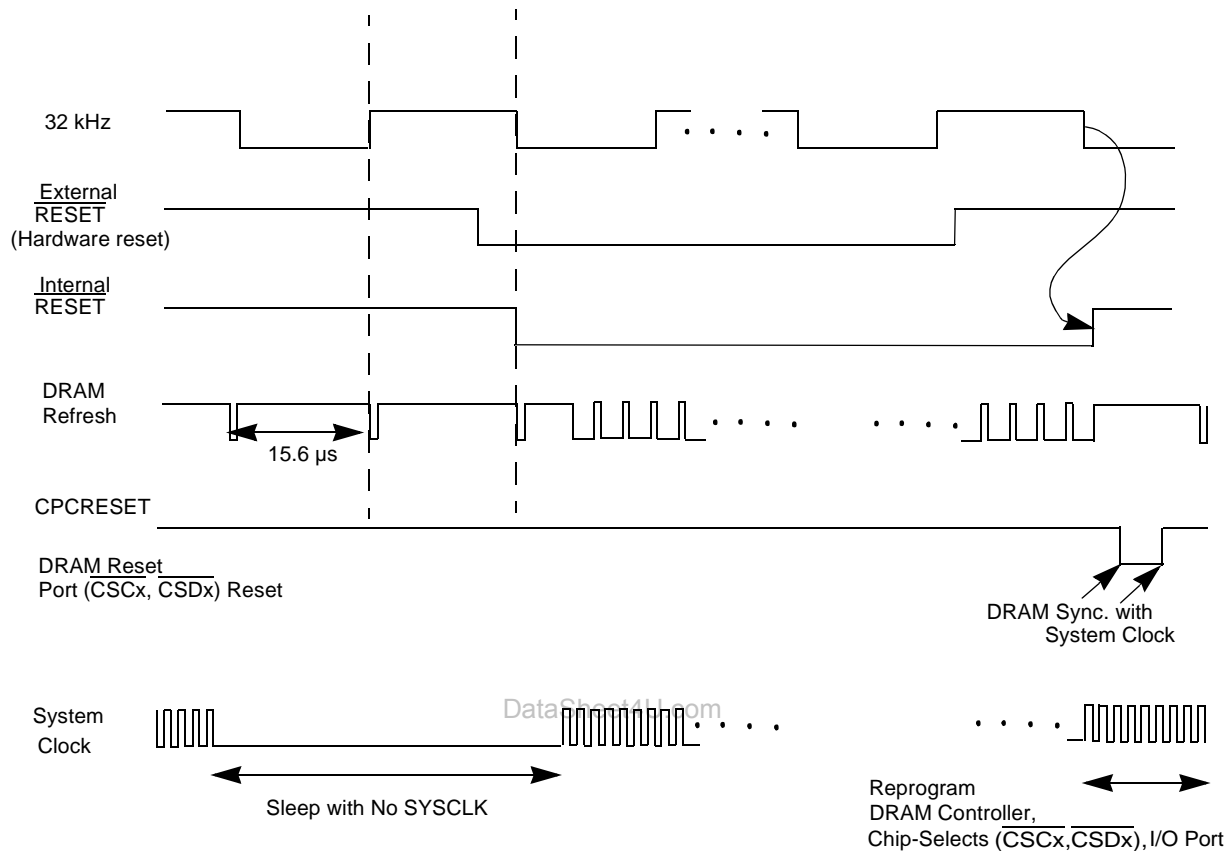 32 kHz
External
RESET
(Hardware reset)
Internal
RESET
DRAM
Refresh
15.6 µs
CPCRESET
DRAM Reset
Port (CSCx, CSDx) Reset
DRAM Sync. with
System Clock
DataSheet4U.com
System
Clock
Sleep with No SYSCLK
Reprogram
DRAM Controller,
Chip-Selects (CSCx,CSDx), I/O Port